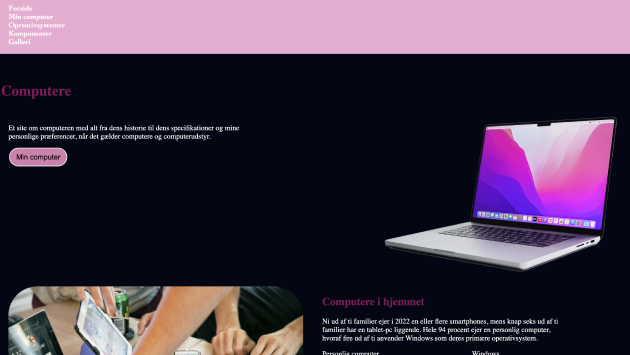 Forside
Min computer
Opreativsystemer
Komponenter
Galleri
Computere
Et site om computeren med alt fra dens historie til dens specifikationer og mine
personlige præferencer, når det gælder computere og computerudstyr.
Min computer
Computere i hjemmet
Ni ud af ti familier ejer i 2022 en eller flere smartphones, mens knap seks ud af ti
familier har en tablet-pc liggende. Hele 94 procent ejer en personlig computer,
hvoraf fire ud af ti anvender Windows som deres primære operativsystem.
Personlig computer
Windows